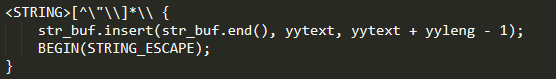 <STRING>[^\"\\]*\\ {
    str_buf.insert(str_buf.end(), yytext, yytext + yyleng - 1);
    BEGIN(STRING_ESCAPE);
}